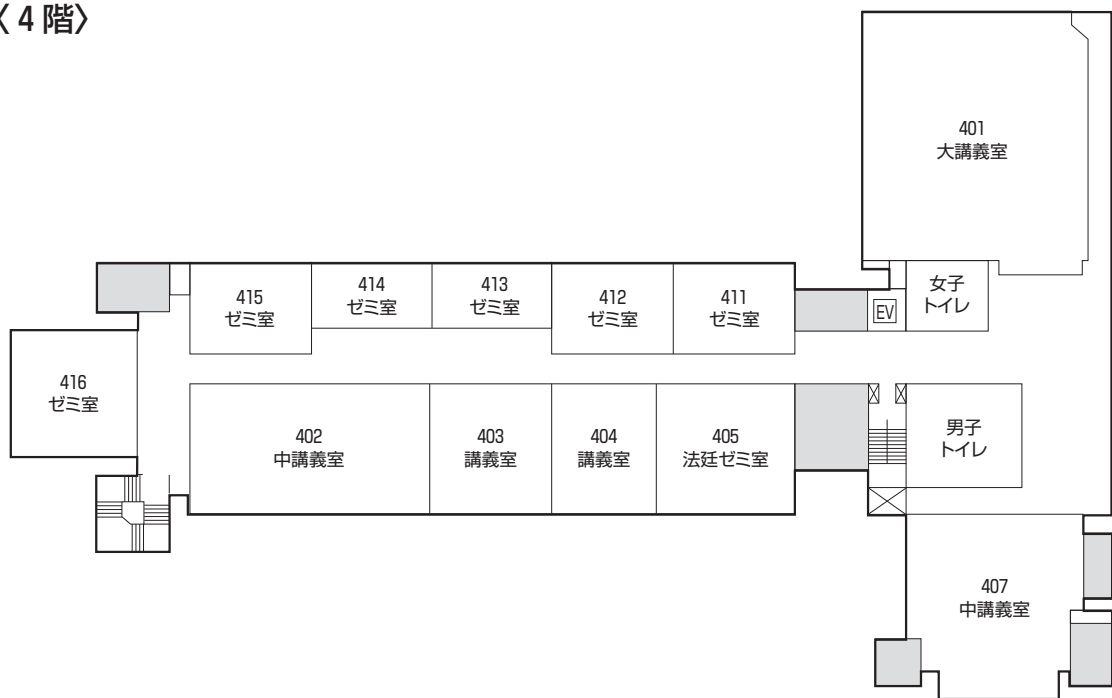 〈 4 階〉
401
大講義室
女子
トイレ
EV
415
ゼミ室
414
ゼミ室
413
ゼミ室
412
ゼミ室
411
ゼミ室
416
ゼミ室
402
中講義室
403
講義室
404
講義室
405
法廷ゼミ室
男子
トイレ
407
中講義室